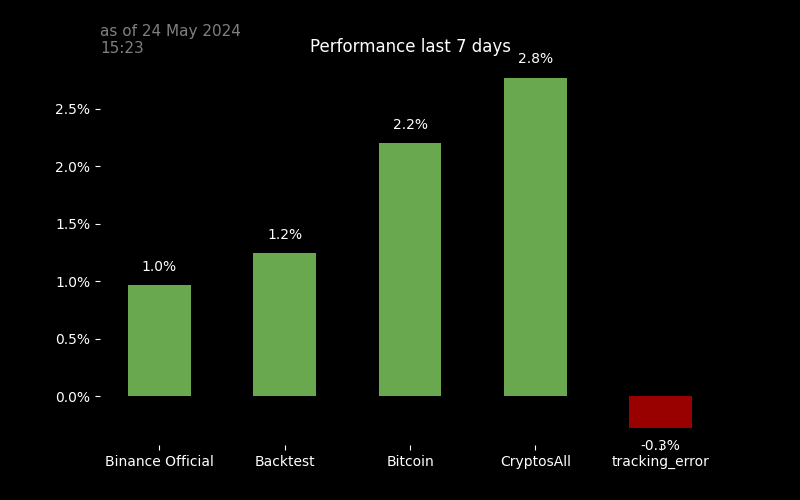 as of 24 May 2024
15:23
Performance last 7 days
2.8%
2.5%
2.2%
2.0%
1.5%
1.2%
1.0%
1.0%
0.5%
0.0%
-0.3%
Binance Official
Backtest
Bitcoin
CryptosAll
tracking_error